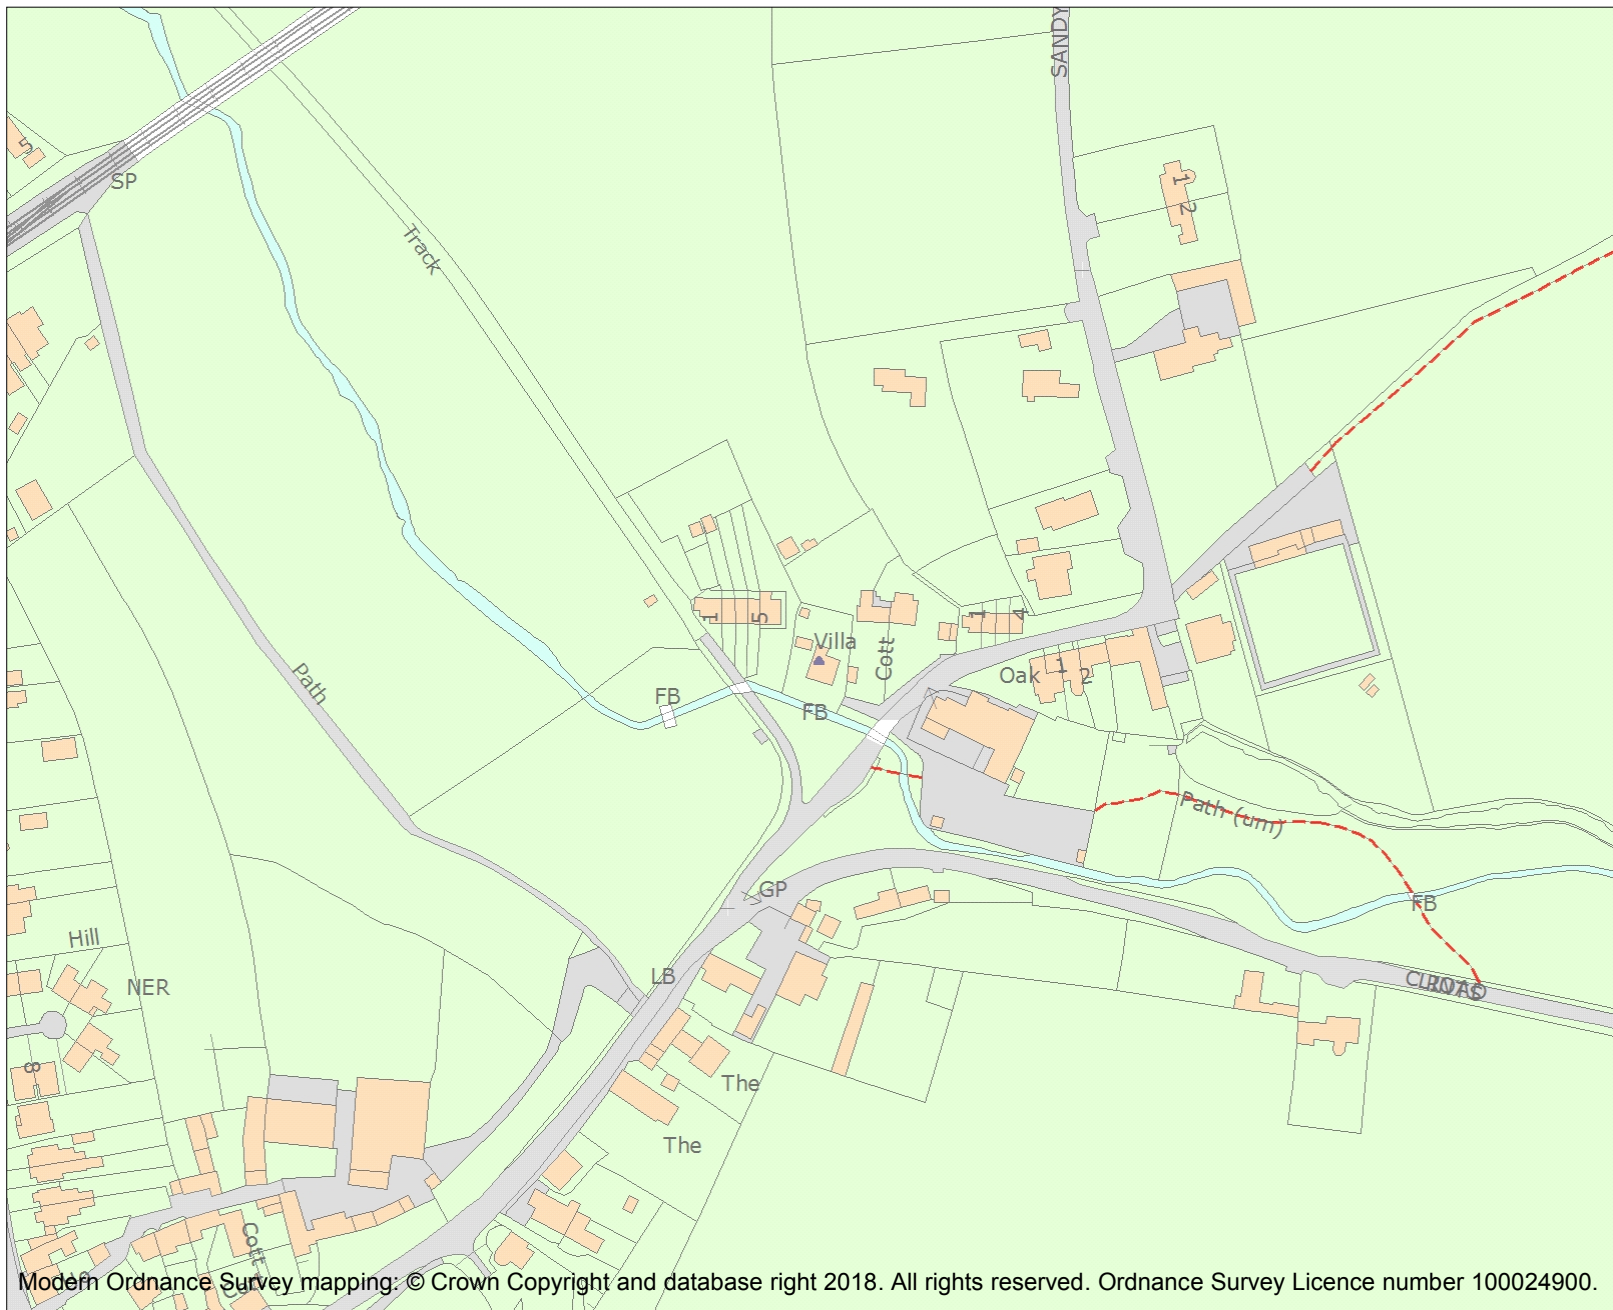 SANDY
5
SP
1
2
Track
1
5
1
4
Villa
Cott
Oak
1
2
FB
FB
Path
Path (um)
GP
FB
Hill
LB
NER
ROAD
8
The
The
Cott
Modern Ordnance Survey mapping: © Crown Copyright and database right 2018. All rights reserved. Ordnance Survey Licence number 100024900.